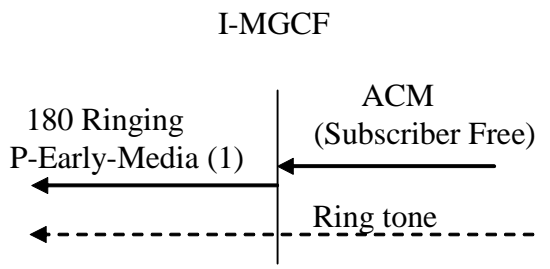 I-MGCF
ACM
(Subscriber Free)
180 Ringing
P-Early-Media (1)
Ring tone